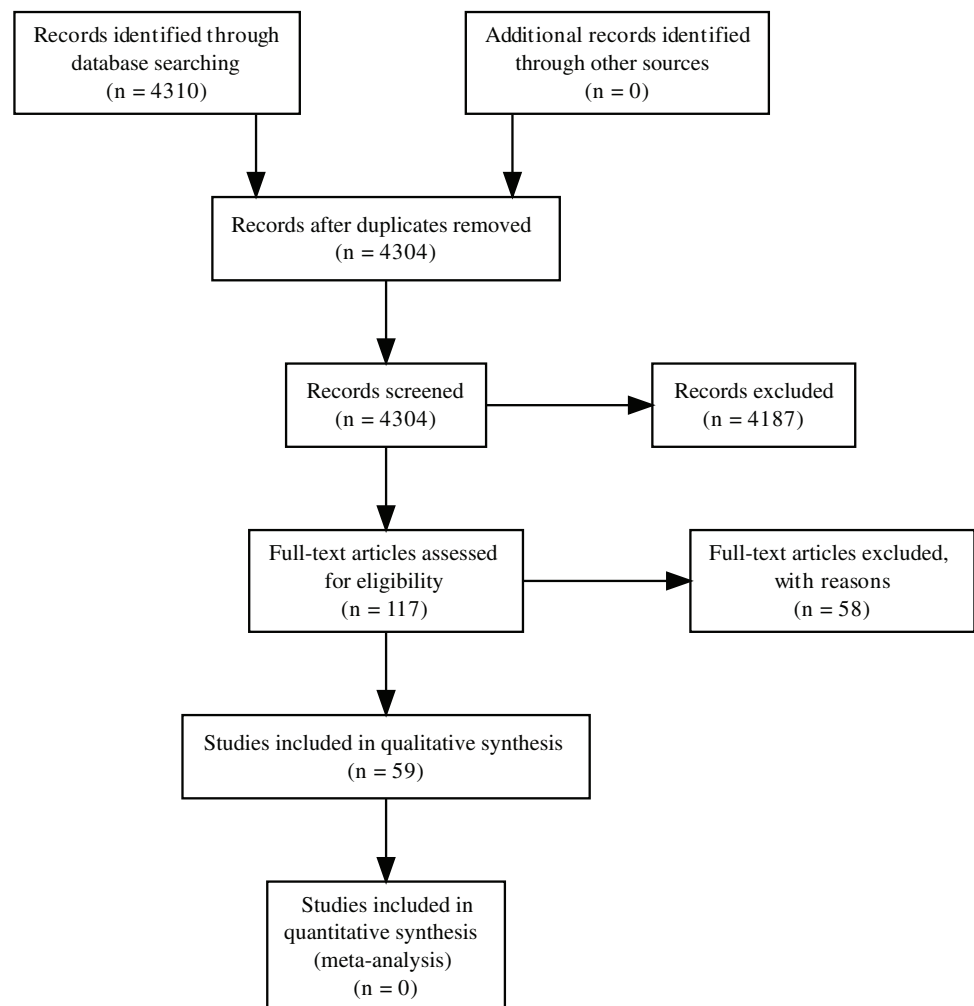 Records identified through
database searching
(n = 4310)
Additional records identified
through other sources
(n = 0)
Records after duplicates removed
(n = 4304)
Records screened
(n = 4304)
Records excluded
(n = 4187)
Full-text articles assessed
for eligibility
(n = 117)
Full-text articles excluded,
with reasons
(n = 58)
Studies included in qualitative synthesis
(n = 59)
Studies included in
quantitative synthesis
(meta-analysis)
(n = 0)